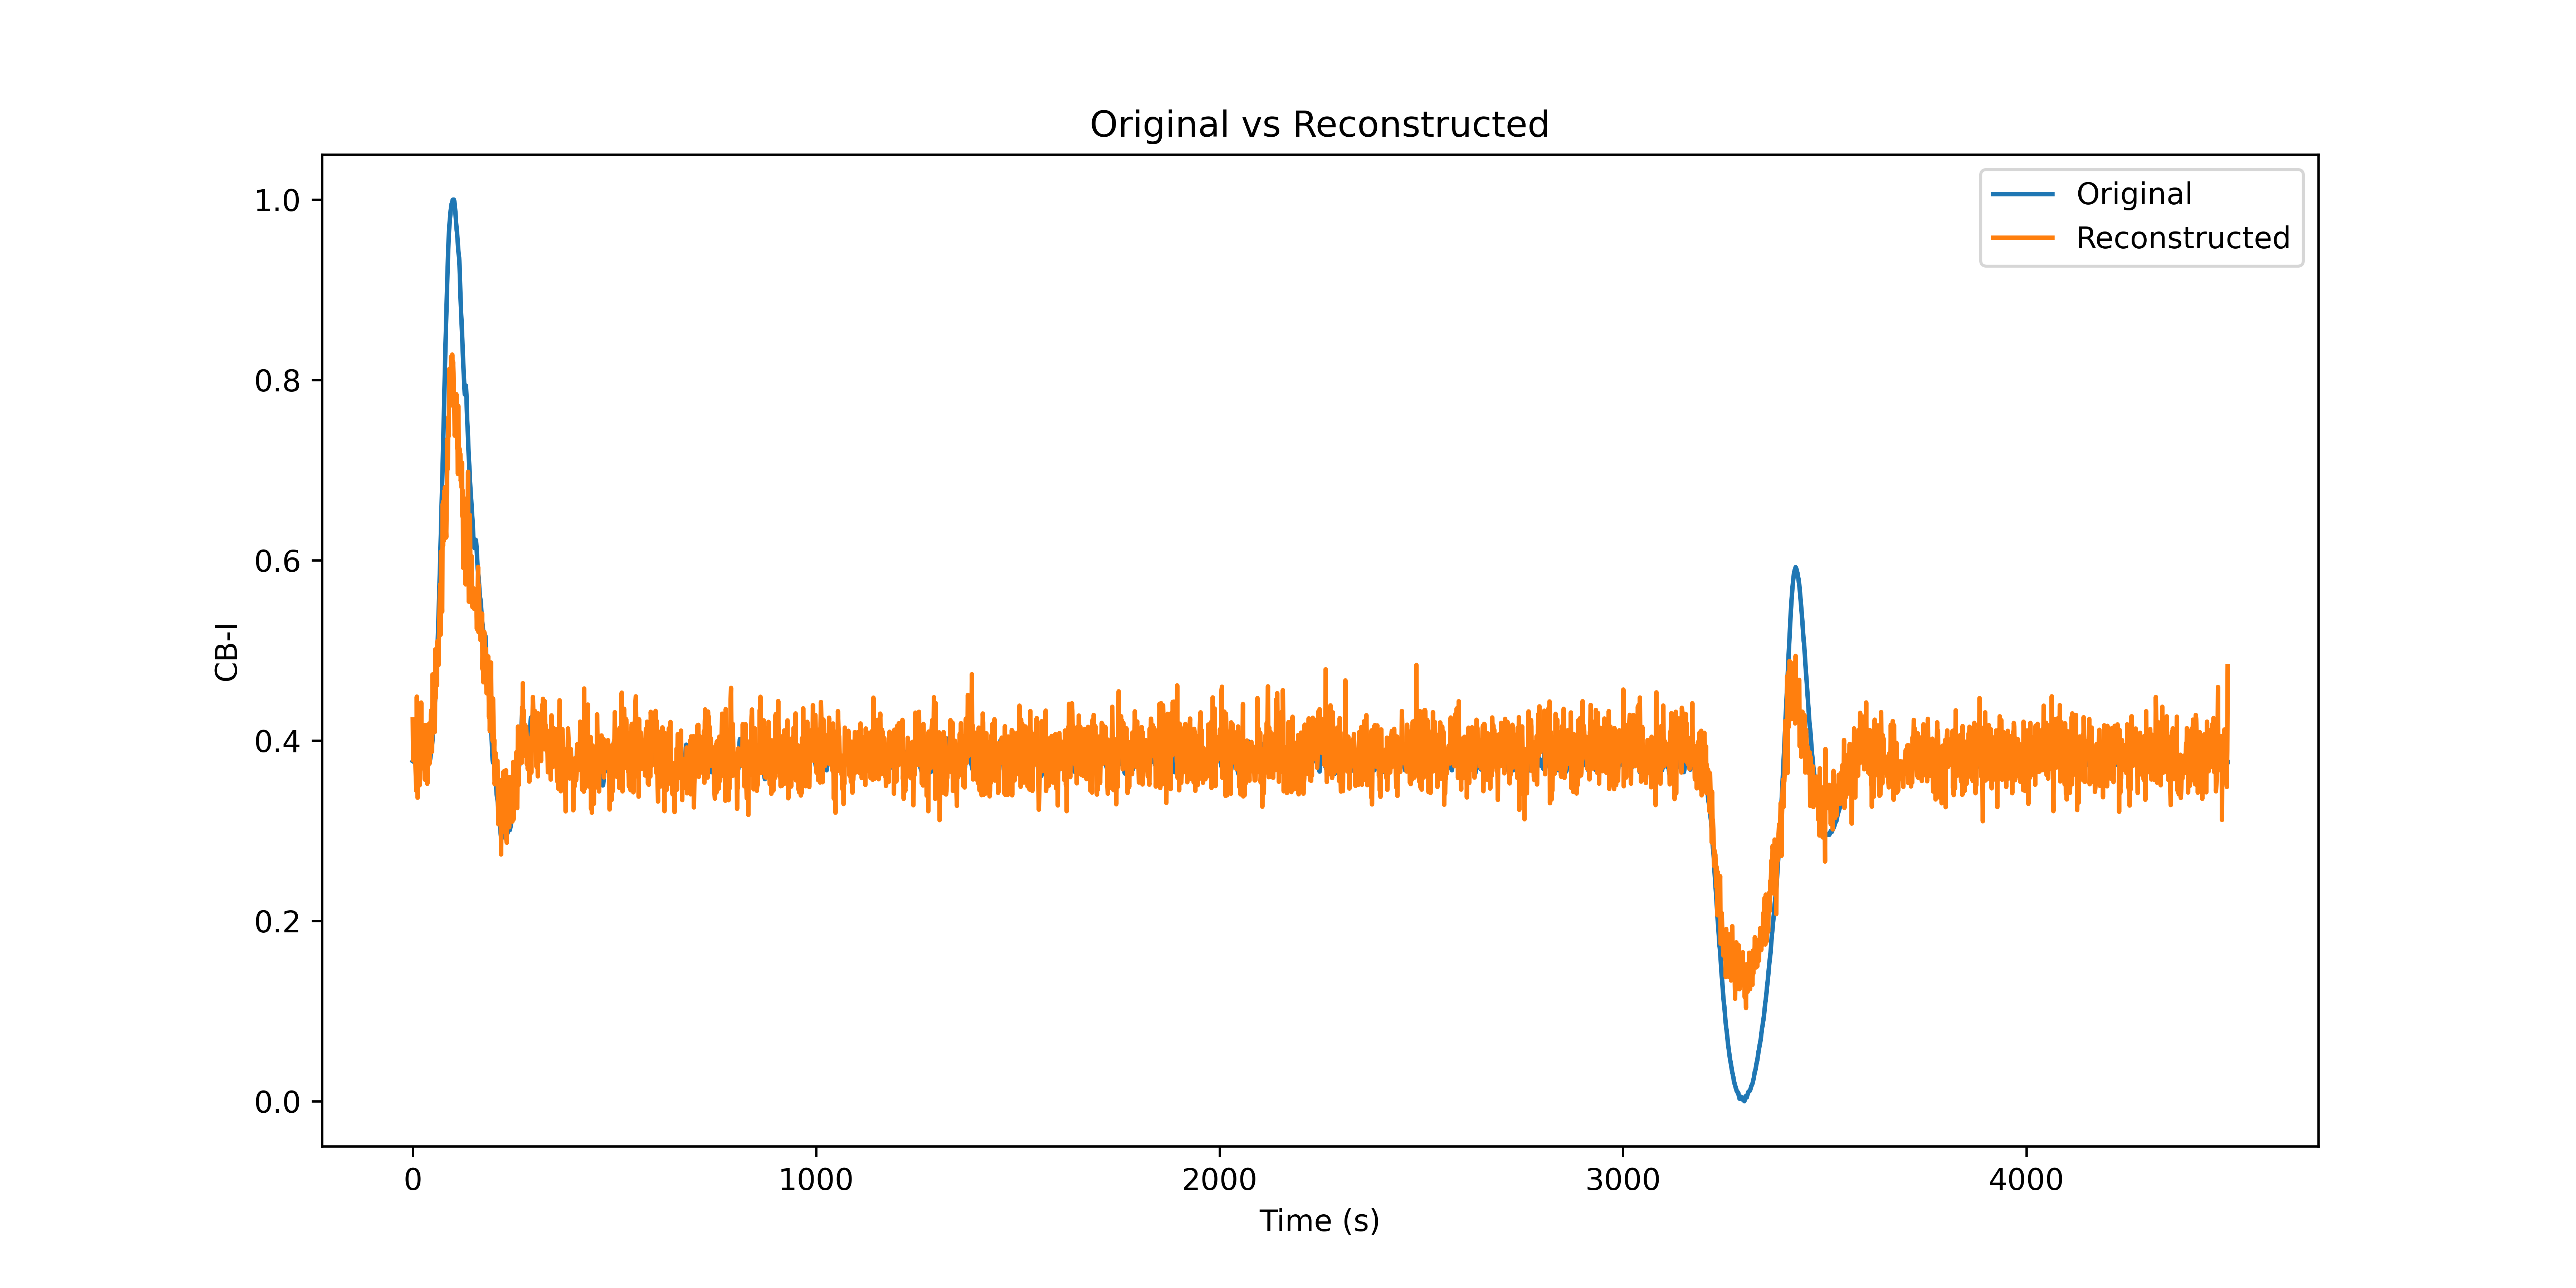 Original vs Reconstructed
Original
Reconstructed
1.0
0.8
0.6
0.4
0.2
0.0
CB-I
0 1000 2000 3000 4000
Time (s)